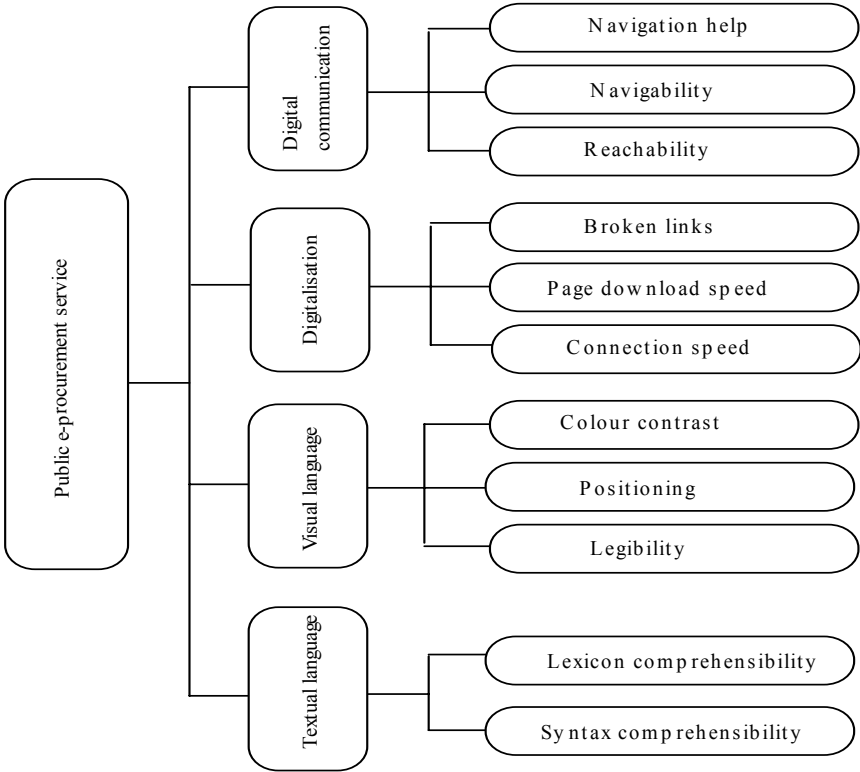 Public e-procurement service
Digital
communication
Navigation help
Navigability
Reachability
Digitalisation
Broken links
Page download speed
Connection speed
Visual language
Colour contrast
Positioning
Legibility
Textual language
Lexicon comprehensibility
Syntax comprehensibility